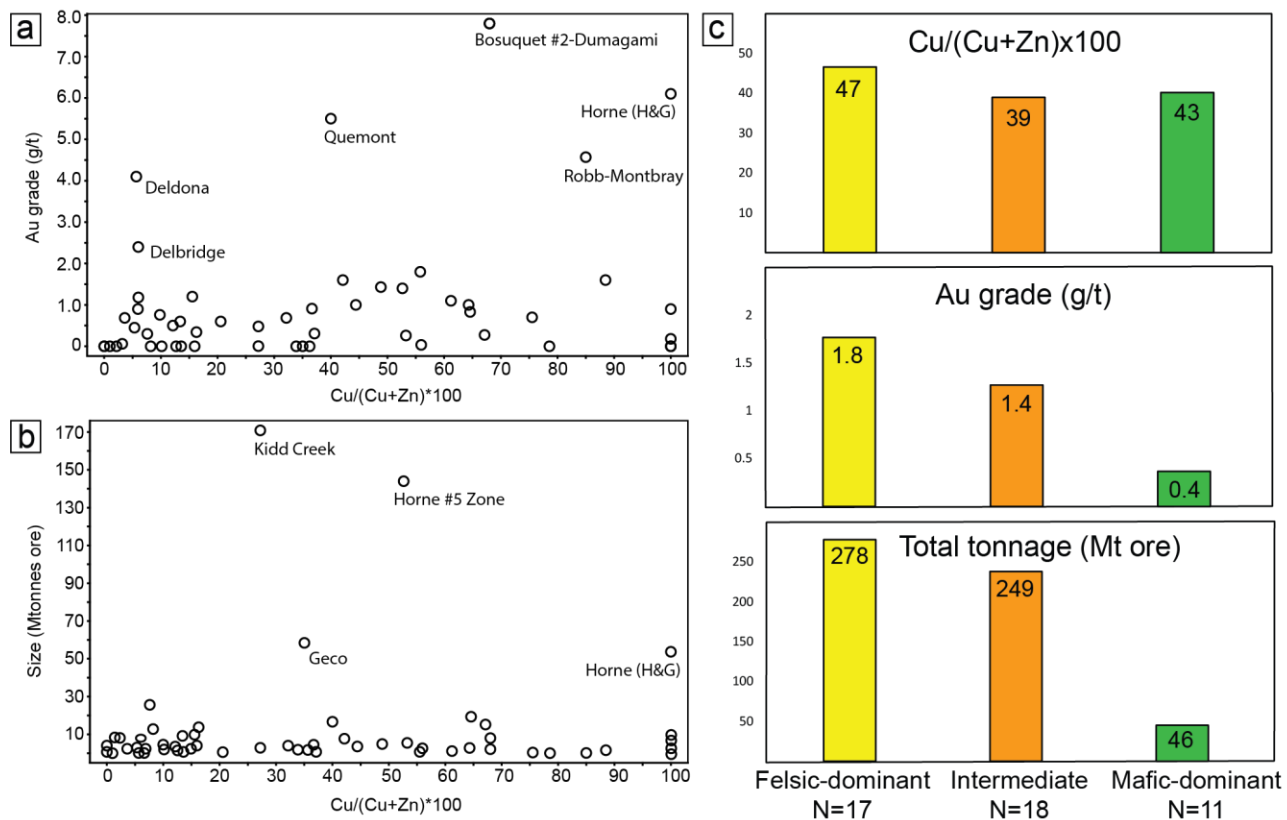 a
8.0
7.0
6.0
5.0
4.0
3.0
2.0
1.0
0
Au grade (g/t)
Bosuquet #2-Dumagami
Horne (H&G)
Quemont
Robb-Montbray
Deldona
Delbridge
0 10 20 30 40 50 60 70 80 90 100
Cu/(Cu+Zn)*100
b
170
150
130
110
90
70
50
30
10
Size (Mtonnes ore)
Kidd Creek
Horne #5 Zone
Geco
Horne (H&G)
0 10 20 30 40 50 60 70 80 90 100
Cu/(Cu+Zn)*100
c
Cu/(Cu+Zn)x100
50
40
30
20
10
47 39 43
Au grade (g/t)
2
1.5
1
0.5
1.8 1.4 0.4
Total tonnage (Mt ore)
250
200
150
100
50
278 249 46
Felsic-dominant Intermediate Mafic-dominant
N=17 N=18 N=11